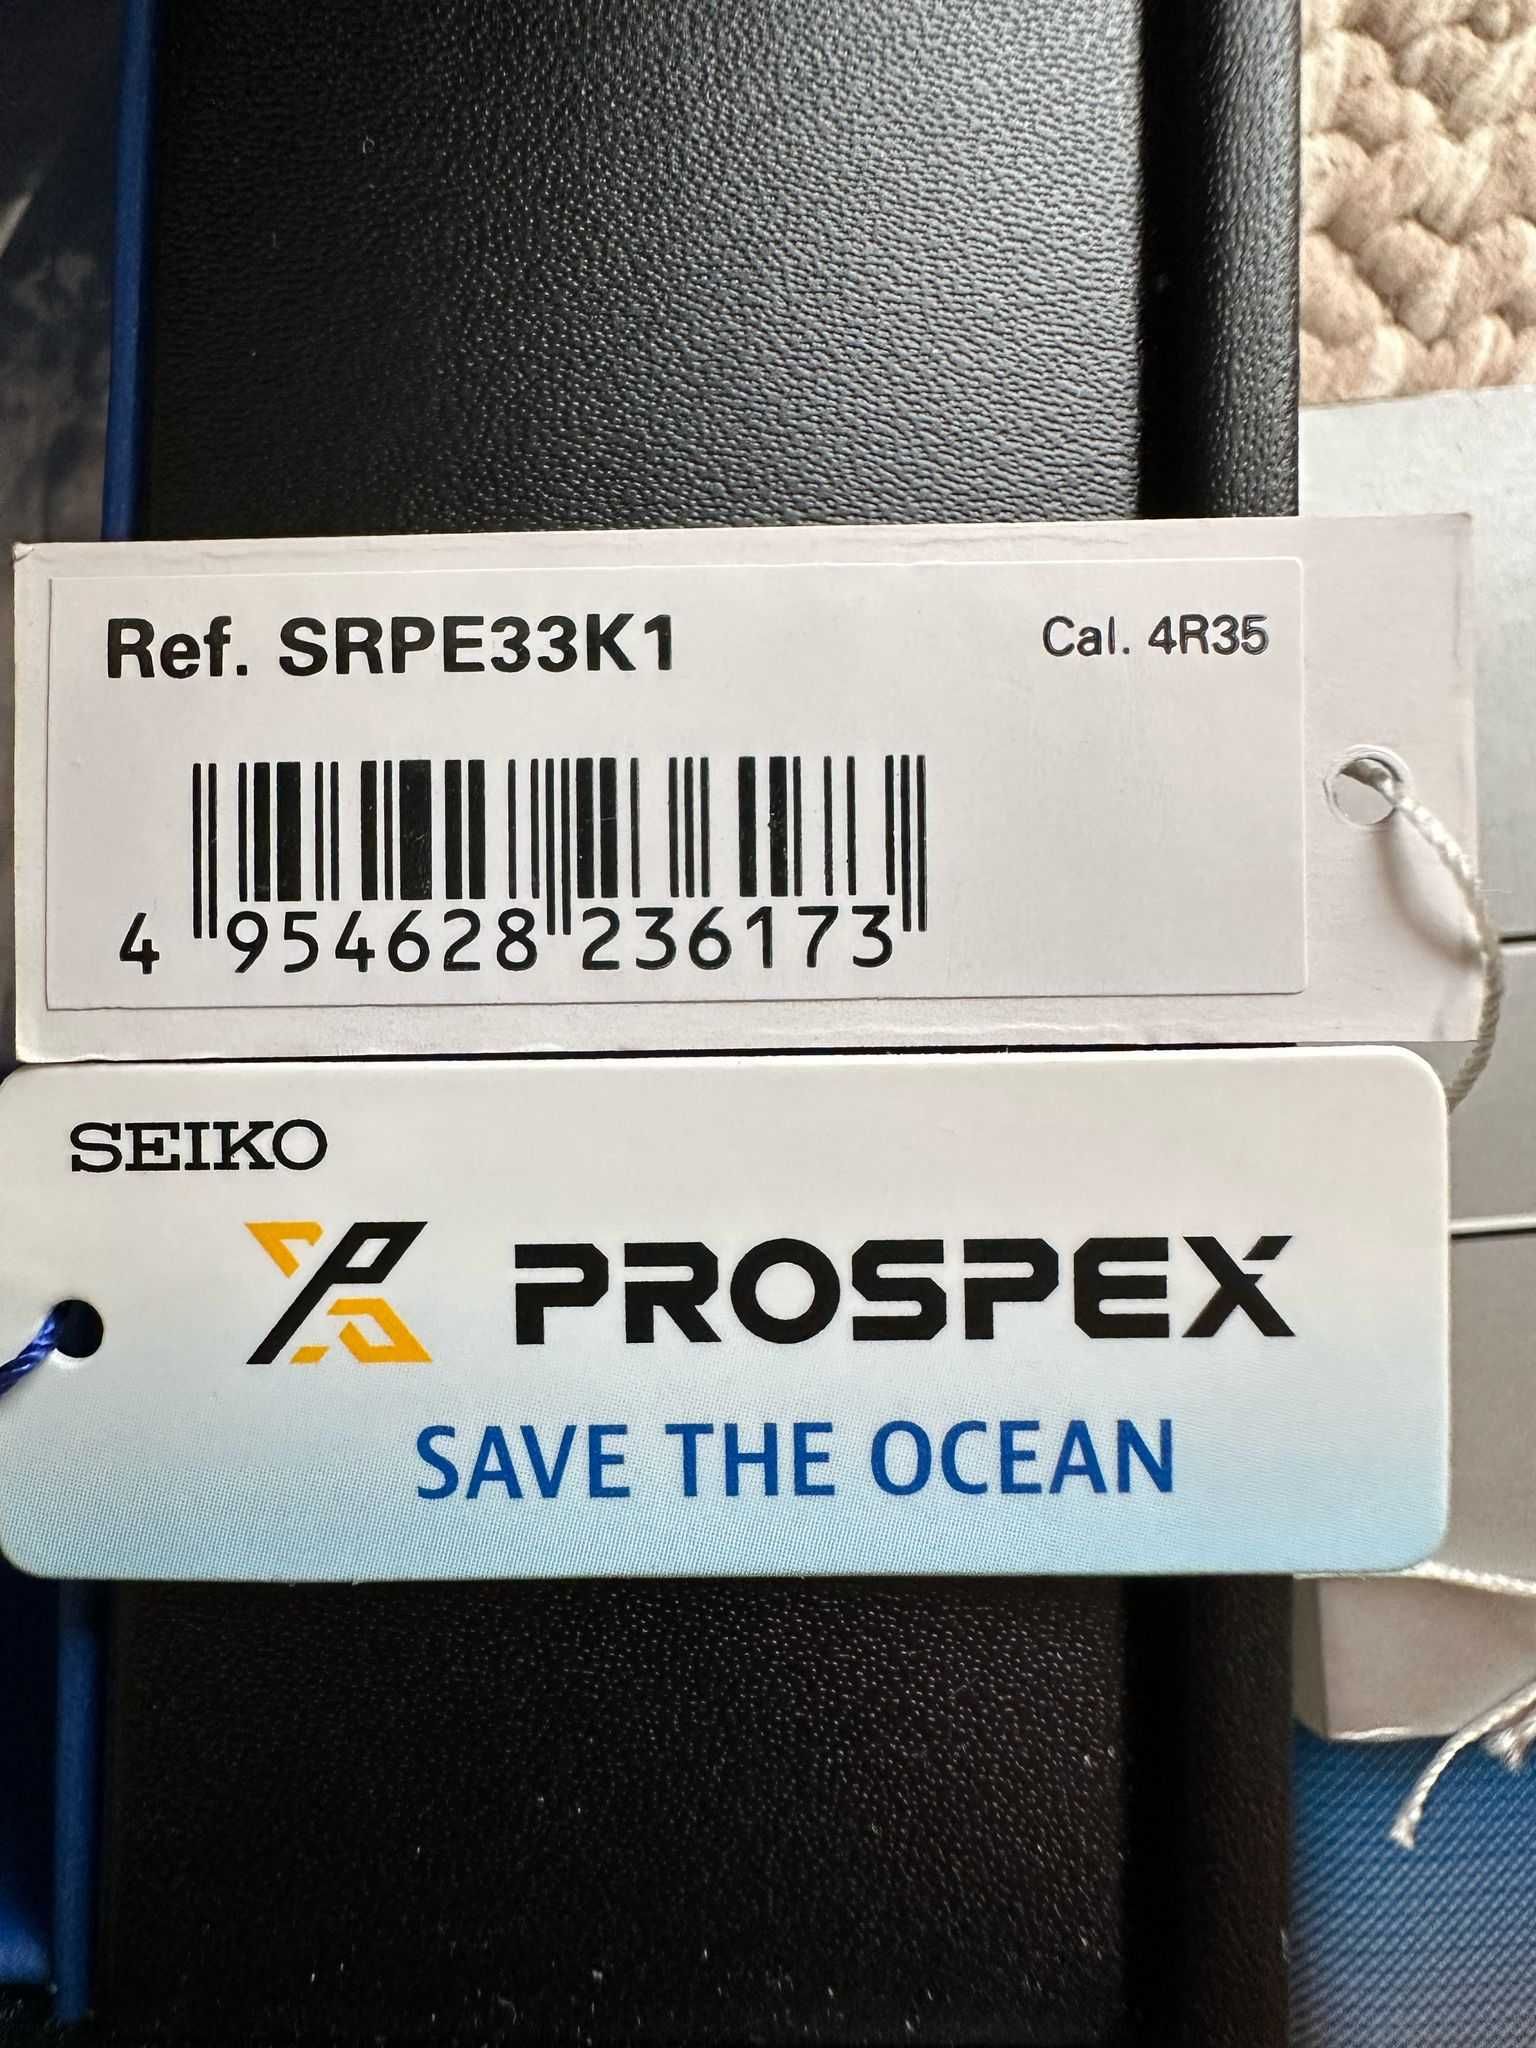 Ref. SRPE33K1 Cal. 4R35
4 954628 236173
SEIKO
PROSPEX
SAVE THE OCEAN